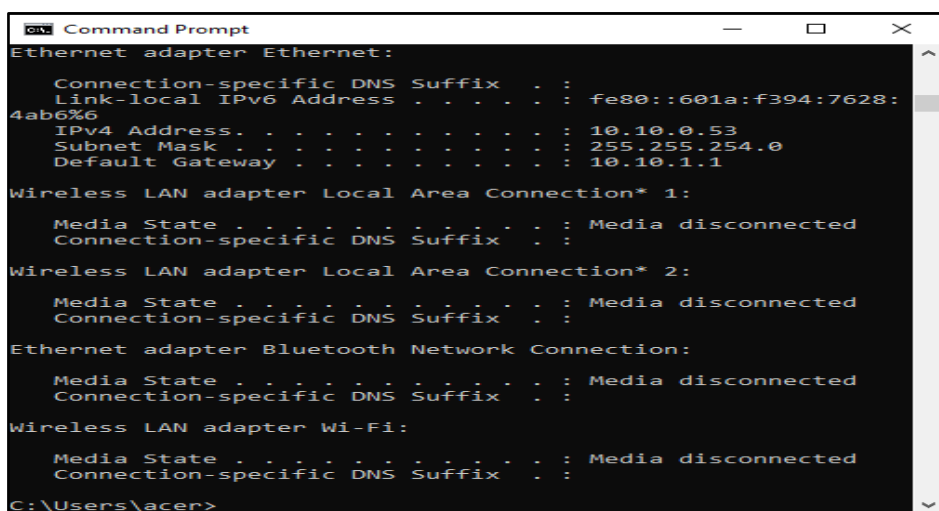 Command Prompt
Ethernet adapter Ethernet:
Connection-specific DNS Suffix  . :
Link-local IPv6 Address . . . . . : fe80::601a:f394:7628:
4ab6%6
IPv4 Address. . . . . . . . . . . : 10.10.0.53
Subnet Mask . . . . . . . . . . . : 255.255.254.0
Default Gateway . . . . . . . . . : 10.10.1.1
Wireless LAN adapter Local Area Connection* 1:
Media State . . . . . . . . . . . : Media disconnected
Connection-specific DNS Suffix  . :
Wireless LAN adapter Local Area Connection* 2:
Media State . . . . . . . . . . . : Media disconnected
Connection-specific DNS Suffix  . :
Ethernet adapter Bluetooth Network Connection:
Media State . . . . . . . . . . . : Media disconnected
Connection-specific DNS Suffix  . :
Wireless LAN adapter Wi-Fi:
Media State . . . . . . . . . . . : Media disconnected
Connection-specific DNS Suffix  . :
C:\Users\acer>